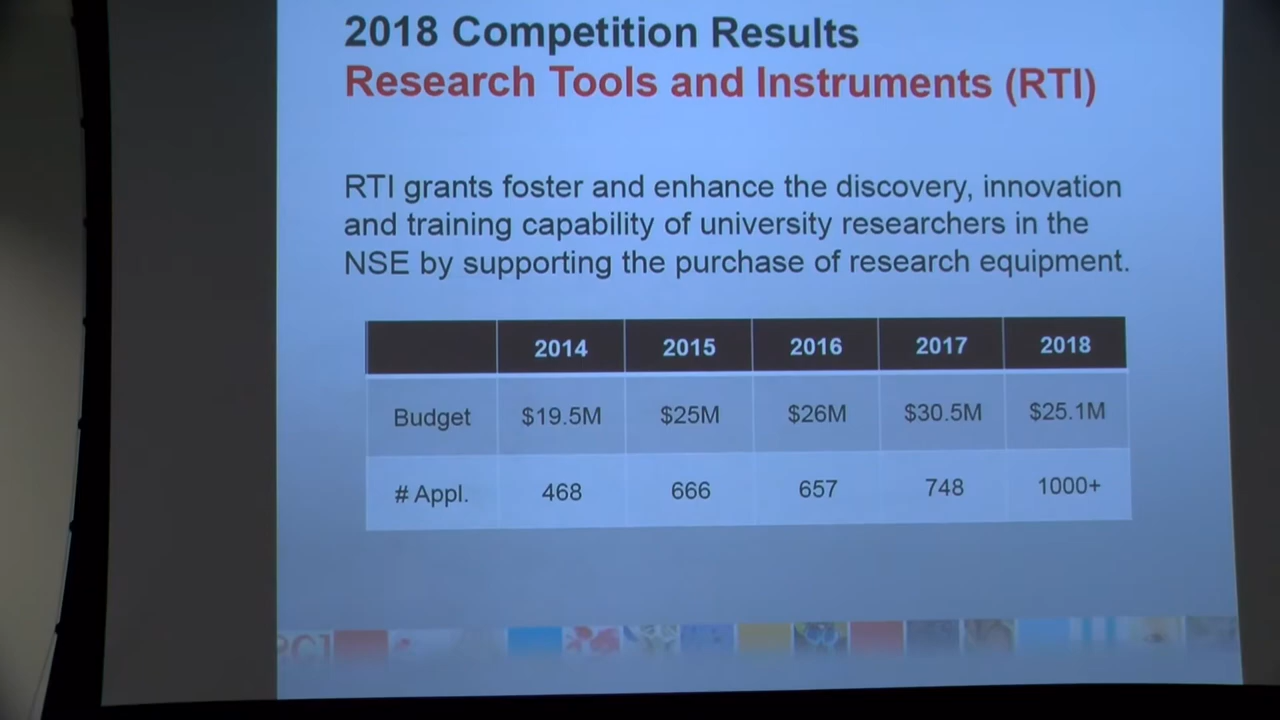 2018 Competition Results
Research Tools and Instruments (RTI)
RTI grants foster and enhance the discovery, innovation
and training capability of university researchers in the
NSE by supporting the purchase of research equipment.
2014 2015 2016 2017 2018
Budget $19.5M $25M $26M $30.5M $25.1M
# Appl. 468 666 657 748 1000+